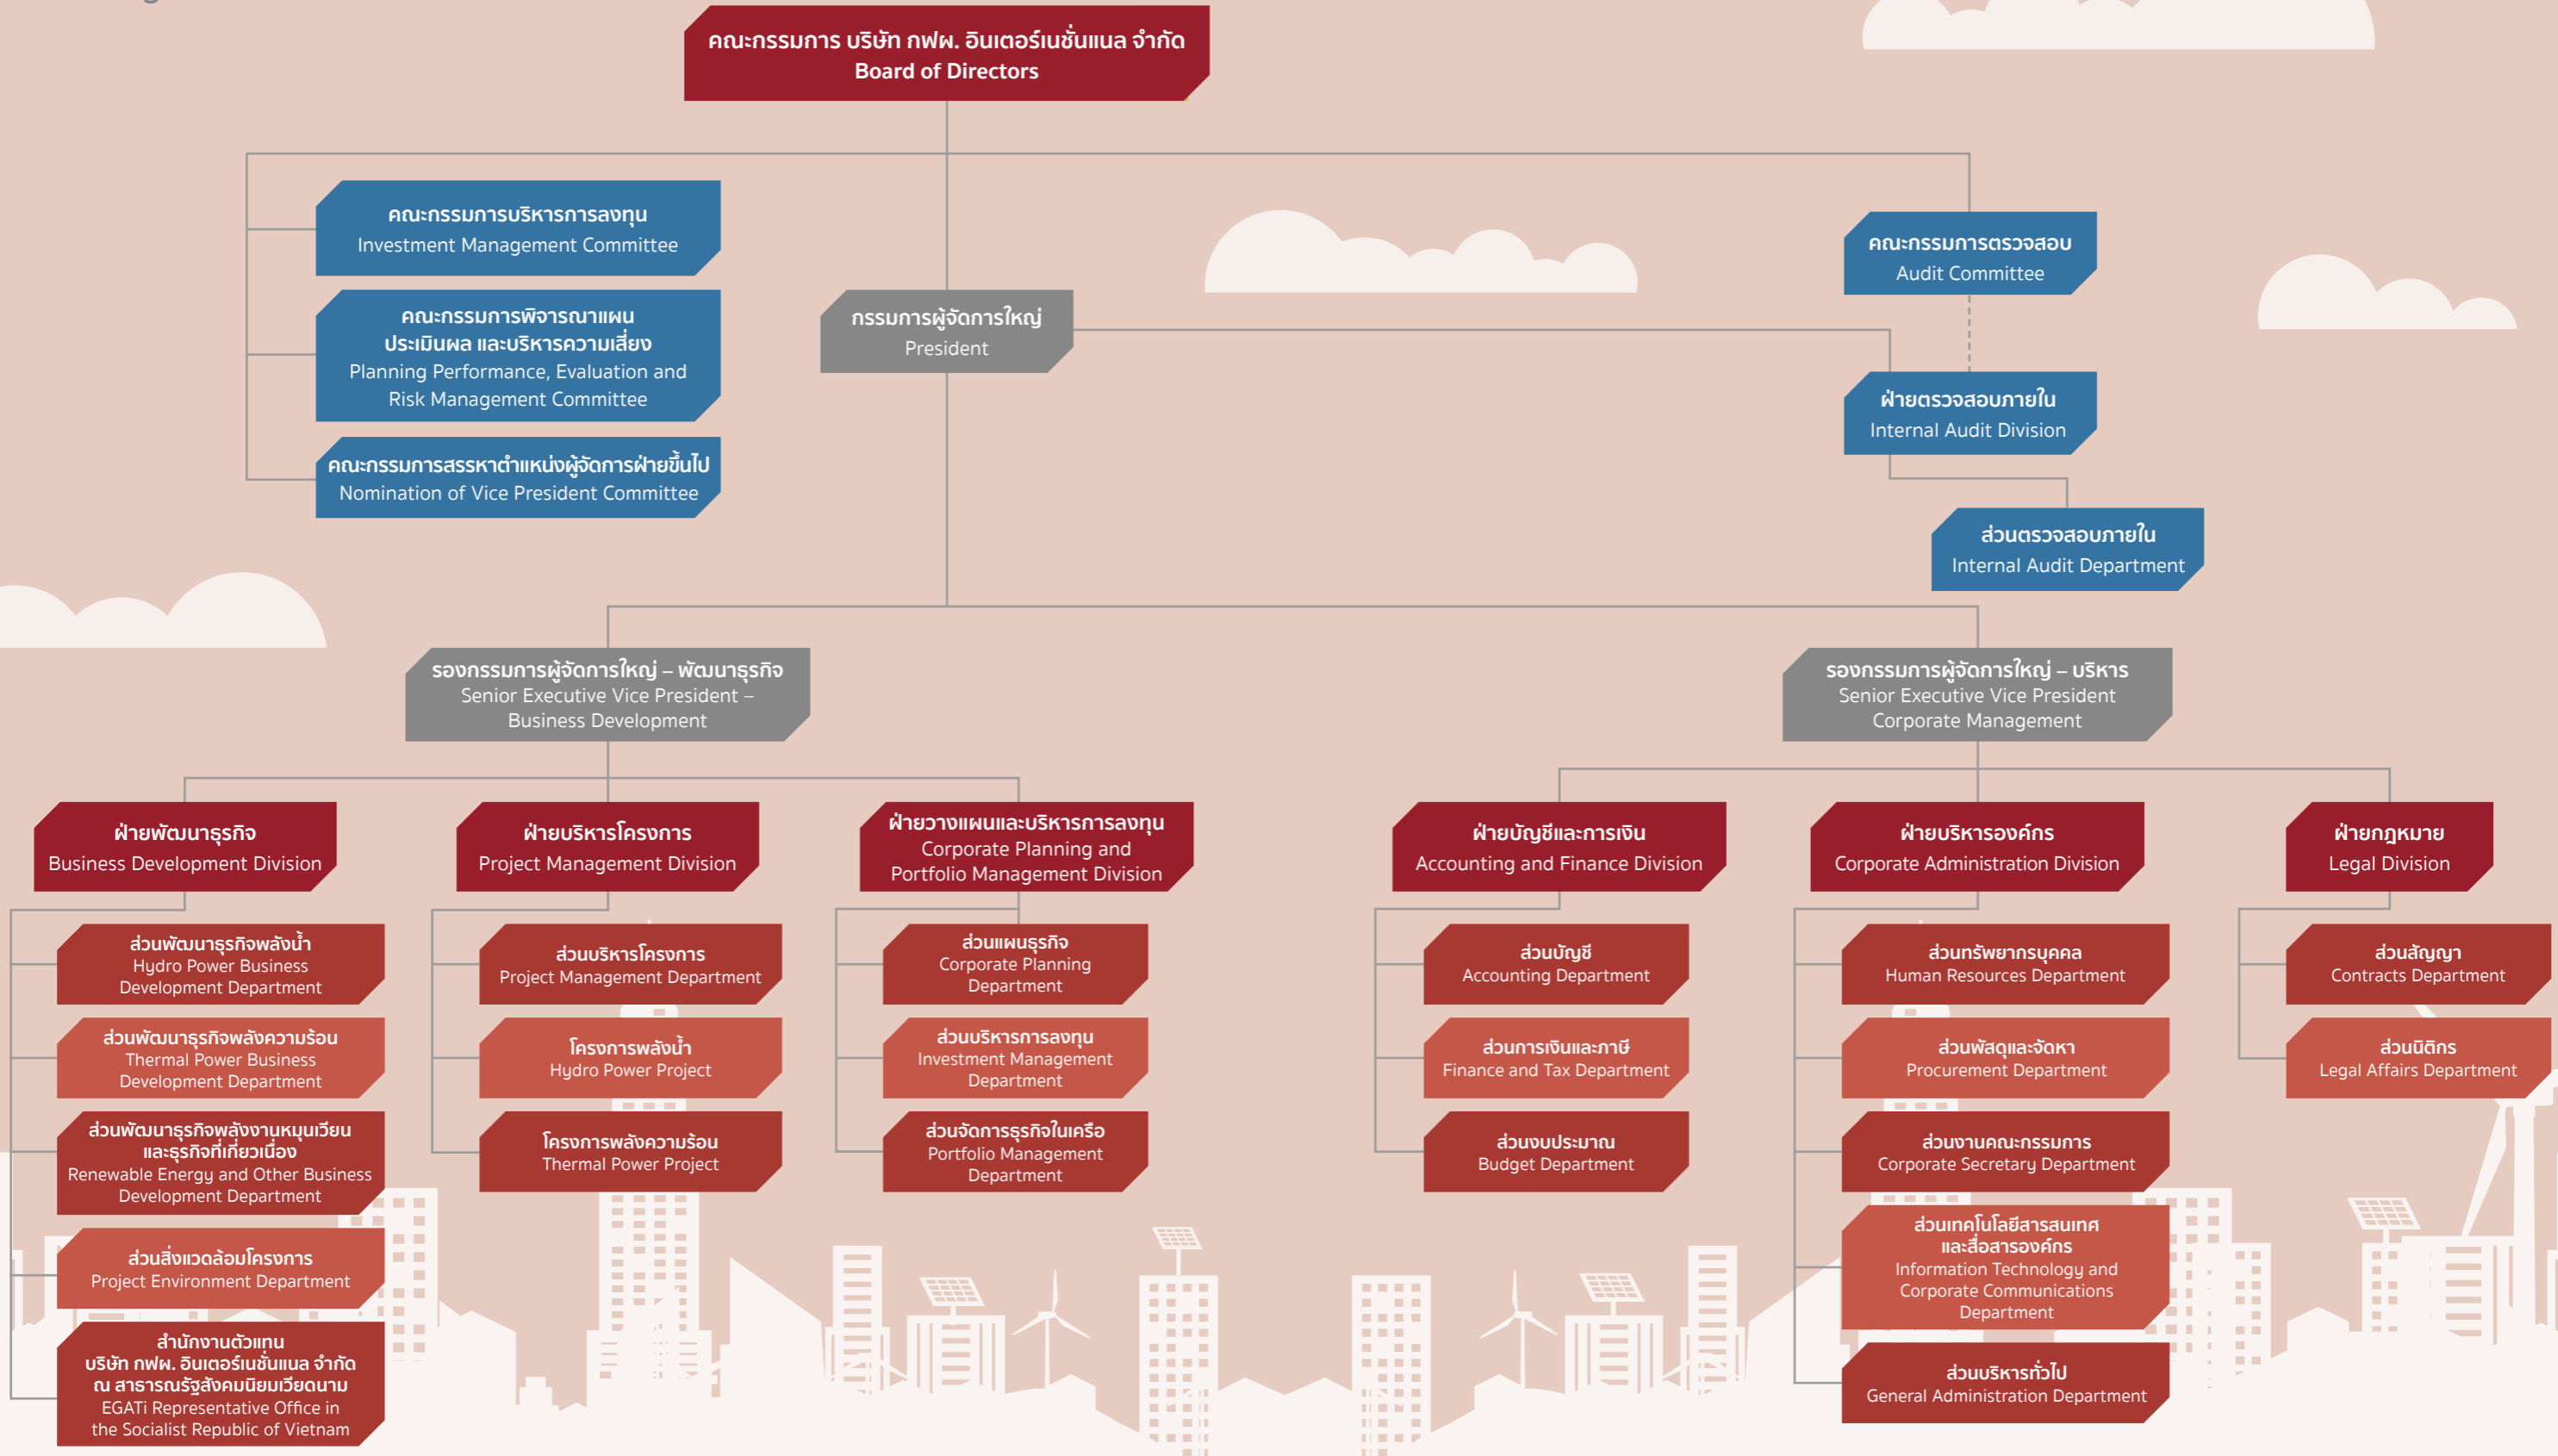 คณะกรรมการ บริษัท กฟผ. อินเตอร์เนชั่นแนล จำกัด
Board of Directors
คณะกรรมการบริหารการลงทุน
Investment Management Committee
คณะกรรมการพิจารณาแผน
ประเมินผล และบริหารความเสี่ยง
Planning Performance, Evaluation and
Risk Management Committee
คณะกรรมการสรรหาตำแหน่งผู้จัดการฝ่ายขึ้นไป
Nomination of Vice President Committee
กรรมการผู้จัดการใหญ่
President
คณะกรรมการตรวจสอบ
Audit Committee
ฝ่ายตรวจสอบภายใน
Internal Audit Division
ส่วนตรวจสอบภายใน
Internal Audit Department
รองกรรมการผู้จัดการใหญ่ – พัฒนาธุรกิจ
Senior Executive Vice President –
Business Development
รองกรรมการผู้จัดการใหญ่ – บริหาร
Senior Executive Vice President
Corporate Management
ฝ่ายพัฒนาธุรกิจ
Business Development Division
ส่วนพัฒนาธุรกิจพลังน้ำ
Hydro Power Business
Development Department
ส่วนพัฒนาธุรกิจพลังความร้อน
Thermal Power Business
Development Department
ส่วนพัฒนาธุรกิจพลังงานหมุนเวียน
และธุรกิจที่เกี่ยวเนื่อง
Renewable Energy and Other Business
Development Department
ส่วนสิ่งแวดล้อมโครงการ
Project Environment Department
สำนักงานตัวแทน
บริษัท กฟผ. อินเตอร์เนชั่นแนล จำกัด
ณ สาธารณรัฐสังคมนิยมเวียดนาม
EGATi Representative Office in
the Socialist Republic of Vietnam
ฝ่ายบริหารโครงการ
Project Management Division
ส่วนบริหารโครงการ
Project Management Department
โครงการพลังน้ำ
Hydro Power Project
โครงการพลังความร้อน
Thermal Power Project
ฝ่ายวางแผนและบริหารการลงทุน
Corporate Planning and
Portfolio Management Division
ส่วนแผนธุรกิจ
Corporate Planning
Department
ส่วนบริหารการลงทุน
Investment Management
Department
ส่วนจัดการธุรกิจในเครือ
Portfolio Management
Department
ฝ่ายบัญชีและการเงิน
Accounting and Finance Division
ส่วนบัญชี
Accounting Department
ส่วนการเงินและภาษี
Finance and Tax Department
ส่วนงบประมาณ
Budget Department
ฝ่ายบริหารองค์กร
Corporate Administration Division
ส่วนทรัพยากรบุคคล
Human Resources Department
ส่วนพัสดุและจัดหา
Procurement Department
ส่วนงานคณะกรรมการ
Corporate Secretary Department
ส่วนเทคโนโลยีสารสนเทศ
และสื่อสารองค์กร
Information Technology and
Corporate Communications
Department
ส่วนบริหารทั่วไป
General Administration Department
ฝ่ายกฎหมาย
Legal Division
ส่วนสัญญา
Contracts Department
ส่วนนิติกร
Legal Affairs Department